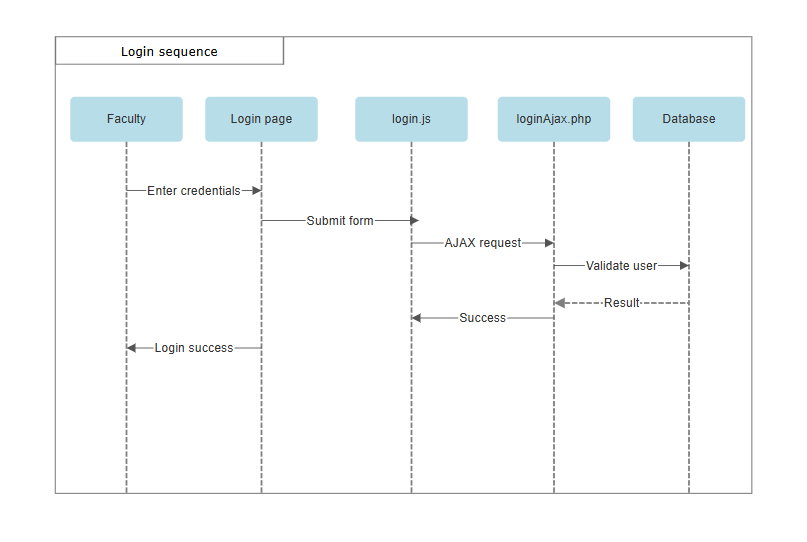 Login sequence
Faculty
Login page
login.js
loginAjax.php
Database
Enter credentials
Submit form
AJAX request
Validate user
Result
Success
Login success